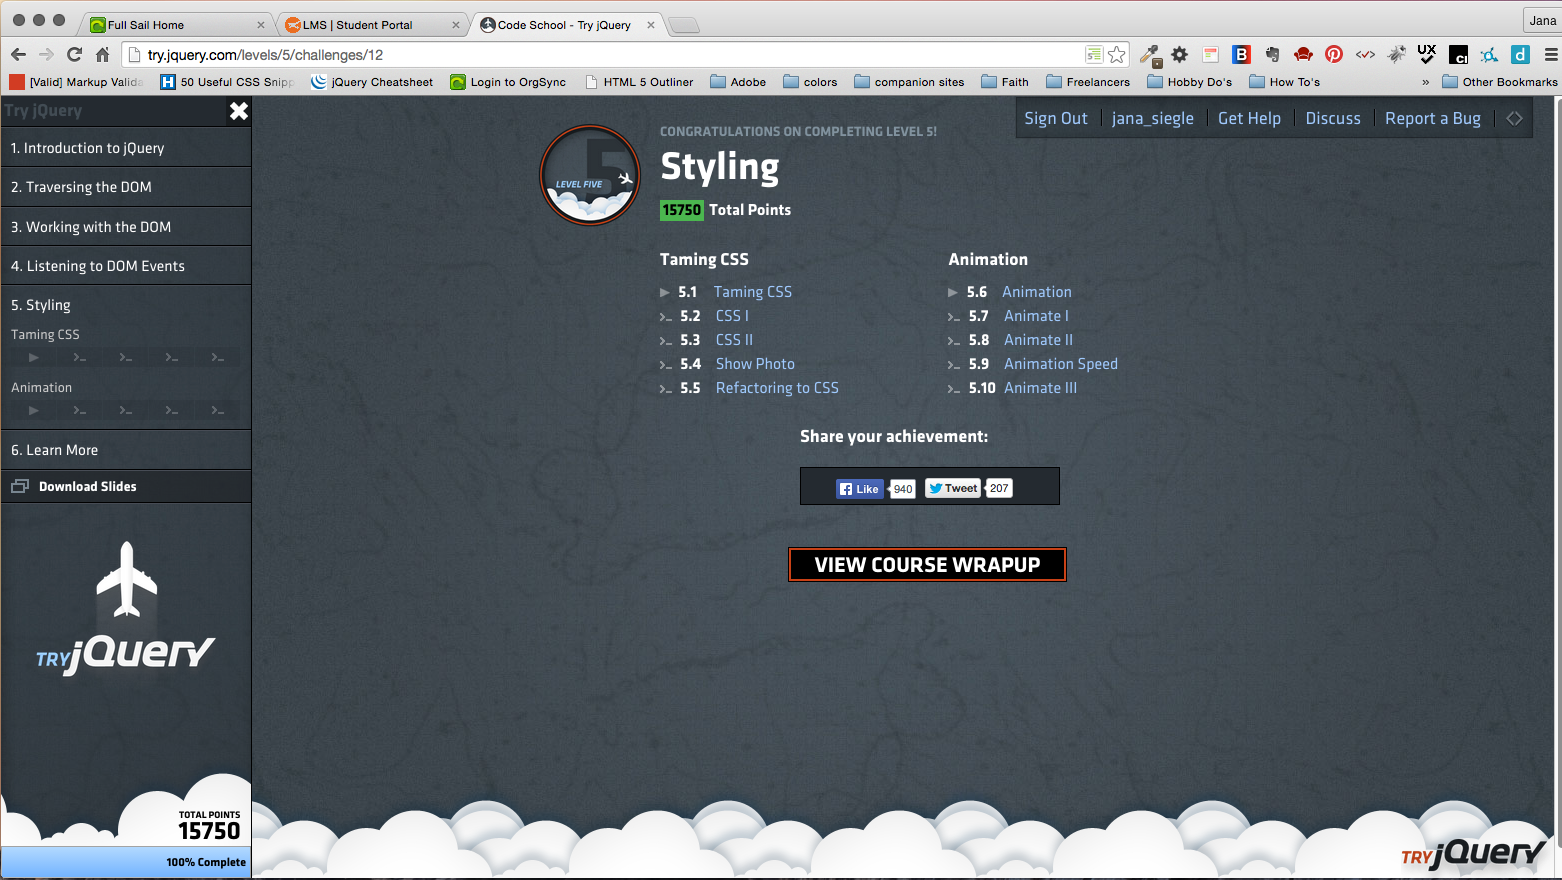 Full Sail Home
LMS | Student Portal
Code School - Try jQuery
Jana
try.jquery.com/levels/5/challenges/12
[Valid] Markup Valida
50 Useful CSS Snipp
jQuery Cheatsheet
Login to OrgSync
HTML 5 Outliner
Adobe
colors
companion sites
Faith
Freelancers
Hobby Do's
How To's
»
Other Bookmarks
Try jQuery
1. Introduction to jQuery
2. Traversing the DOM
3. Working with the DOM
4. Listening to DOM Events
5. Styling
Taming CSS
Animation
6. Learn More
Download Slides
TRY jQuery
TOTAL POINTS
15750
100% Complete
Sign Out
jana_siegle
Get Help
Discuss
Report a Bug
5
LEVEL FIVE
CONGRATULATIONS ON COMPLETING LEVEL 5!
Styling
15750 Total Points
Taming CSS
5.1 Taming CSS
5.2 CSS I
5.3 CSS II
5.4 Show Photo
5.5 Refactoring to CSS
Animation
5.6 Animation
5.7 Animate I
5.8 Animate II
5.9 Animation Speed
5.10 Animate III
Share your achievement:
Like 940
Tweet 207
VIEW COURSE WRAPUP
TRY jQuery